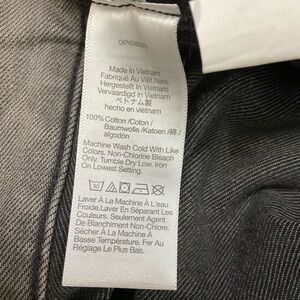 Made In Vietnam
Fabriqué Au Viêt Nam
Hergestellt In Vietnam
Vervaardigd In Vietnam
ベトナム製
hecho en vietnam
100% Cotton /Coton /
Baumwolle /Katoen /綿 /
algodón
Machine Wash Cold With Like
Colors. Non-Chlorine Bleach
Only. Tumble Dry Low. Iron
On Lowest Setting.
Laver À La Machine À L'Eau
Froide.Laver En Séparant Les
Couleurs. Seulement Agent
De Blanchiment Non-Chloré.
Sécher À La Machine À
Basse Température. Fer Au
Réglage Le Plus Bas.